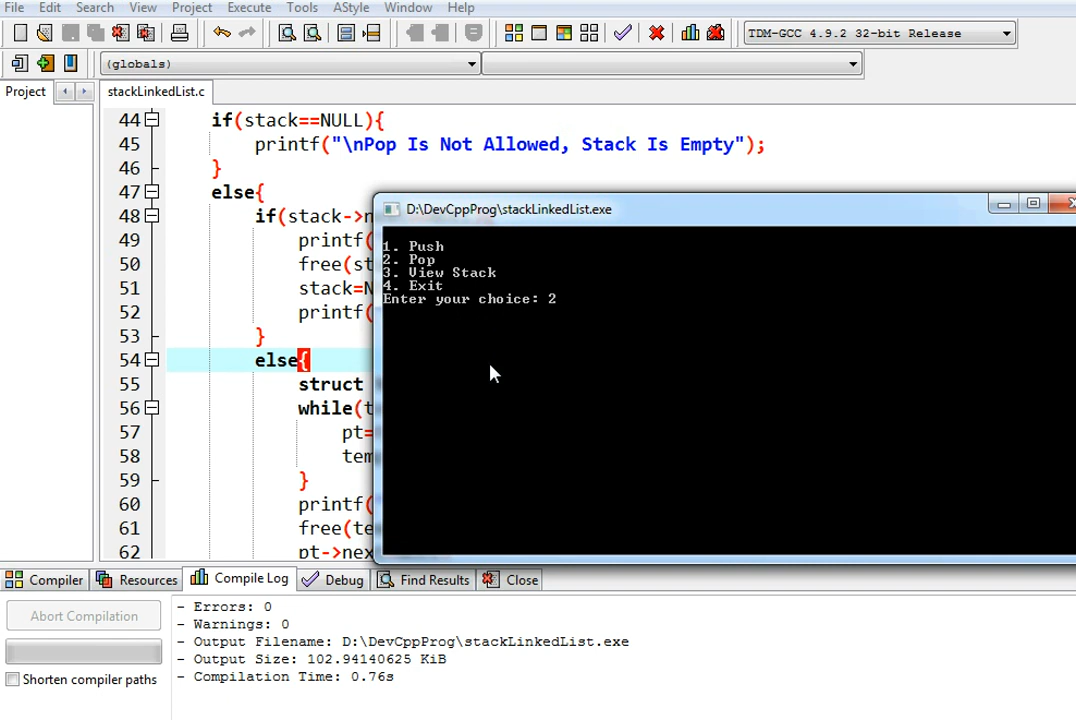 File Edit Search View Project Execute Tools AStyle Window Help
TDM-GCC 4.9.2 32-bit Release
(globals)
Project stackLinkedList.c
44 if(stack==NULL){
45 printf("\nPop Is Not Allowed, Stack Is Empty");
46 }
47 else{
48 if(stack->n
49 printf(
50 free(st
51 stack=N
52 printf(
53 }
54 else{
55 struct
56 while(t
57 pt=
58 tem
59 }
60 printf(
61 free(te
62 pt->nex
D:\DevCppProg\stackLinkedList.exe
1. Push
2. Pop
3. View Stack
4. Exit
Enter your choice: 2
Compiler Resources Compile Log Debug Find Results Close
Abort Compilation
Shorten compiler paths
- Errors: 0
- Warnings: 0
- Output Filename: D:\DevCppProg\stackLinkedList.exe
- Output Size: 102.94140625 KiB
- Compilation Time: 0.76s